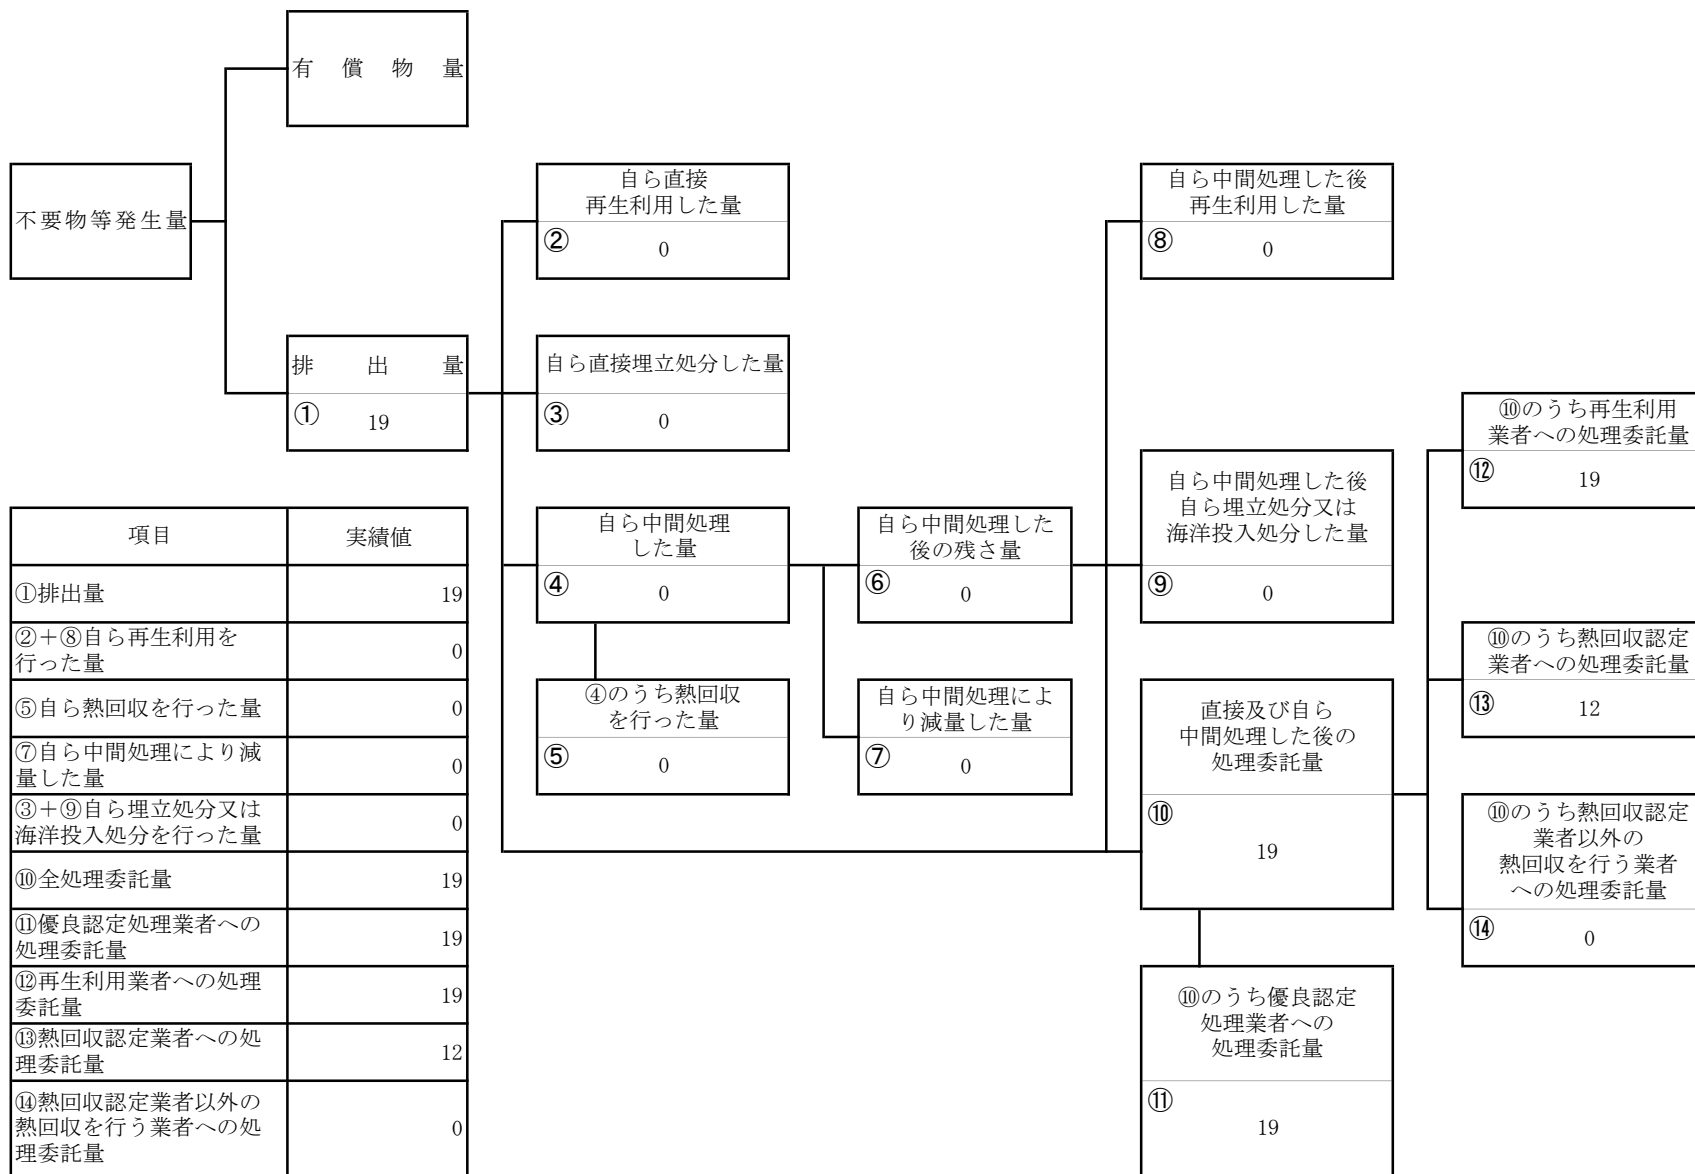 有償物量
不要物等発生量
自ら直接
再生利用した量
②
0
自ら中間処理した後
再生利用した量
⑧
0
排出量
①
19
自ら直接埋立処分した量
③
0
⑩のうち再生利用
業者への処理委託量
⑫
19
自ら中間処理
した量
④
0
自ら中間処理した
後の残さ量
⑥
0
自ら中間処理した後
自ら埋立処分又は
海洋投入処分した量
⑨
0
⑩のうち熱回収認定
業者への処理委託量
⑬
12
④のうち熱回収
を行った量
⑤
0
自ら中間処理によ
り減量した量
⑦
0
直接及び自ら
中間処理した後の
処理委託量
⑩
19
⑩のうち熱回収認定
業者以外の
熱回収を行う業者
への処理委託量
⑭
0
⑩のうち優良認定
処理業者への
処理委託量
⑪
19
項目 実績値
①排出量 19
②+⑧自ら再生利用を
行った量 0
⑤自ら熱回収を行った量 0
⑦自ら中間処理により減
量した量 0
③+⑨自ら埋立処分又は
海洋投入処分を行った量 0
⑩全処理委託量 19
⑪優良認定処理業者への
処理委託量 19
⑫再生利用業者への処理
委託量 19
⑬熱回収認定業者への処
理委託量 12
⑭熱回収認定業者以外の
熱回収を行う業者への処
理委託量 0